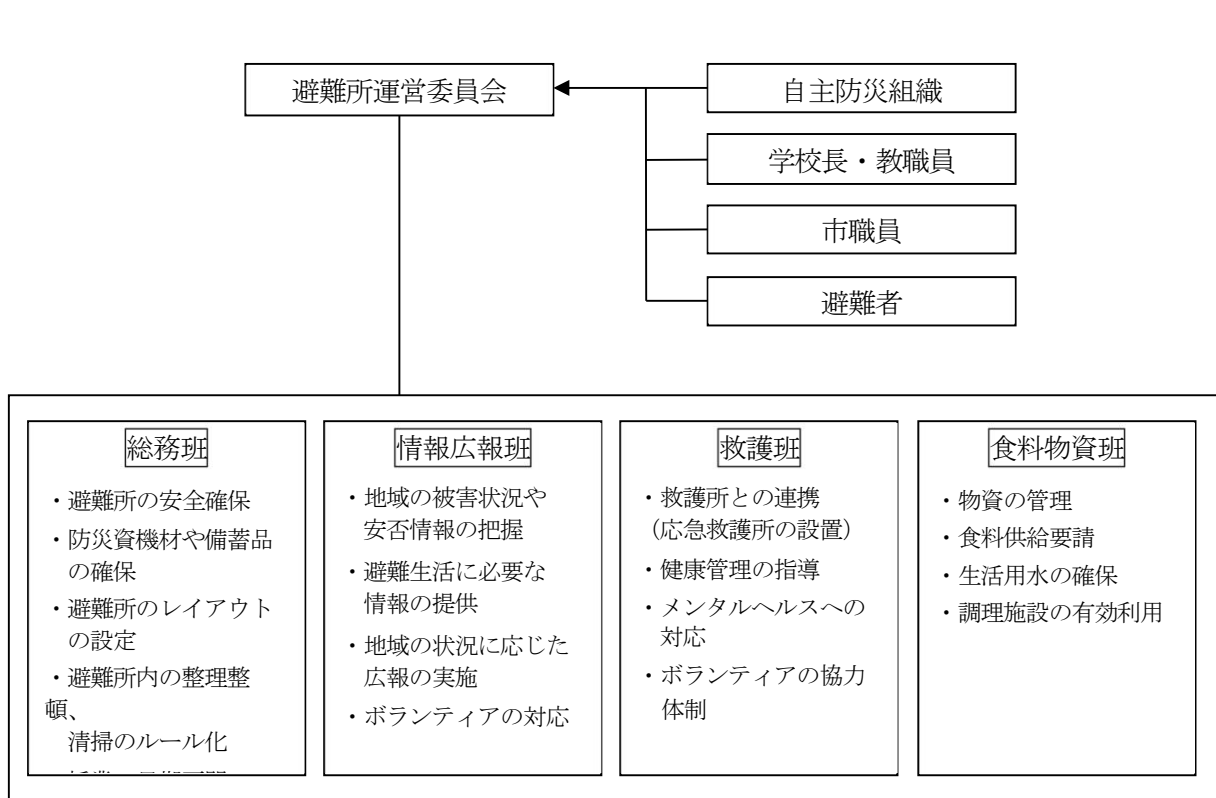 避難所運営委員会
自主防災組織
学校長・教職員
市職員
避難者
総務班
・避難所の安全確保
・防災資機材や備蓄品
の確保
・避難所のレイアウト
の設定
・避難所内の整理整
頓、
清掃のルール化
情報広報班
・地域の被害状況や
安否情報の把握
・避難生活に必要な
情報の提供
・地域の状況に応じた
広報の実施
・ボランティアの対応
救護班
・救護所との連携
（応急救護所の設置）
・健康管理の指導
・メンタルヘルスへの
対応
・ボランティアの協力
体制
食料物資班
・物資の管理
・食料供給要請
・生活用水の確保
・調理施設の有効利用